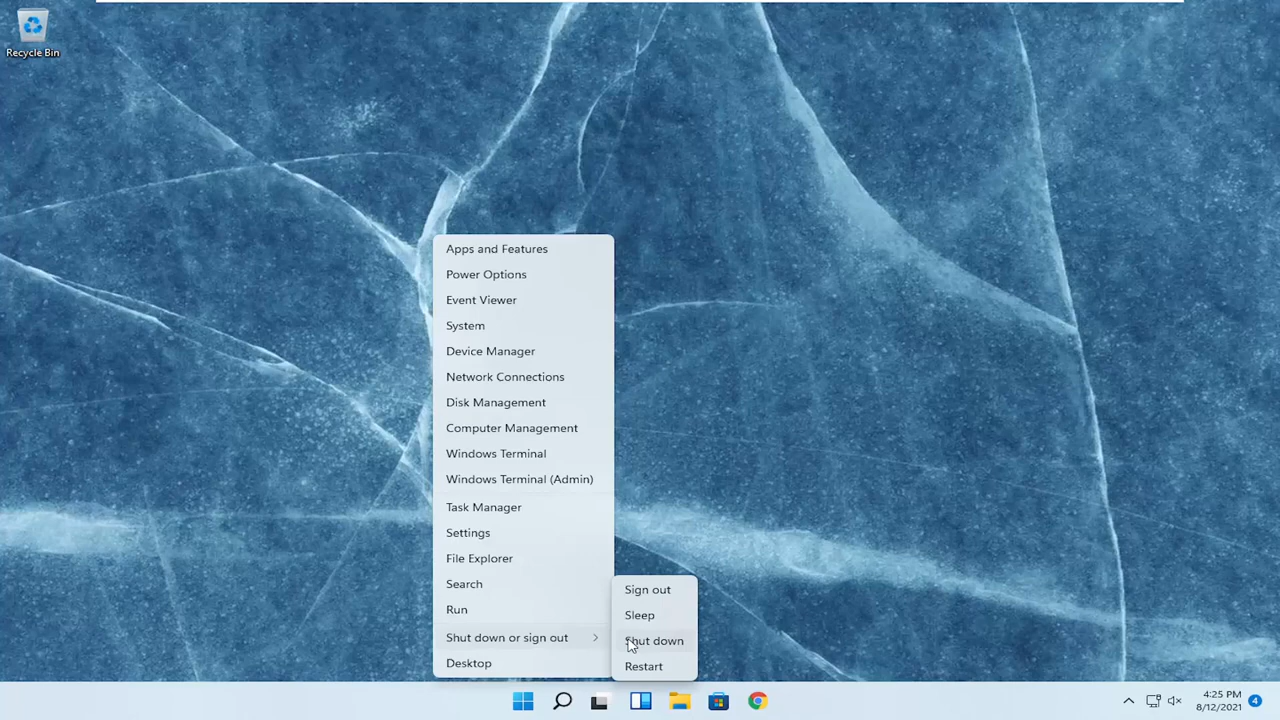 Recycle Bin
Apps and Features
Power Options
Event Viewer
System
Device Manager
Network Connections
Disk Management
Computer Management
Windows Terminal
Windows Terminal (Admin)
Task Manager
Settings
File Explorer
Search
Run
Shut down or sign out
Desktop
Sign out
Sleep
Shut down
Restart
4:25 PM
8/12/2021
4